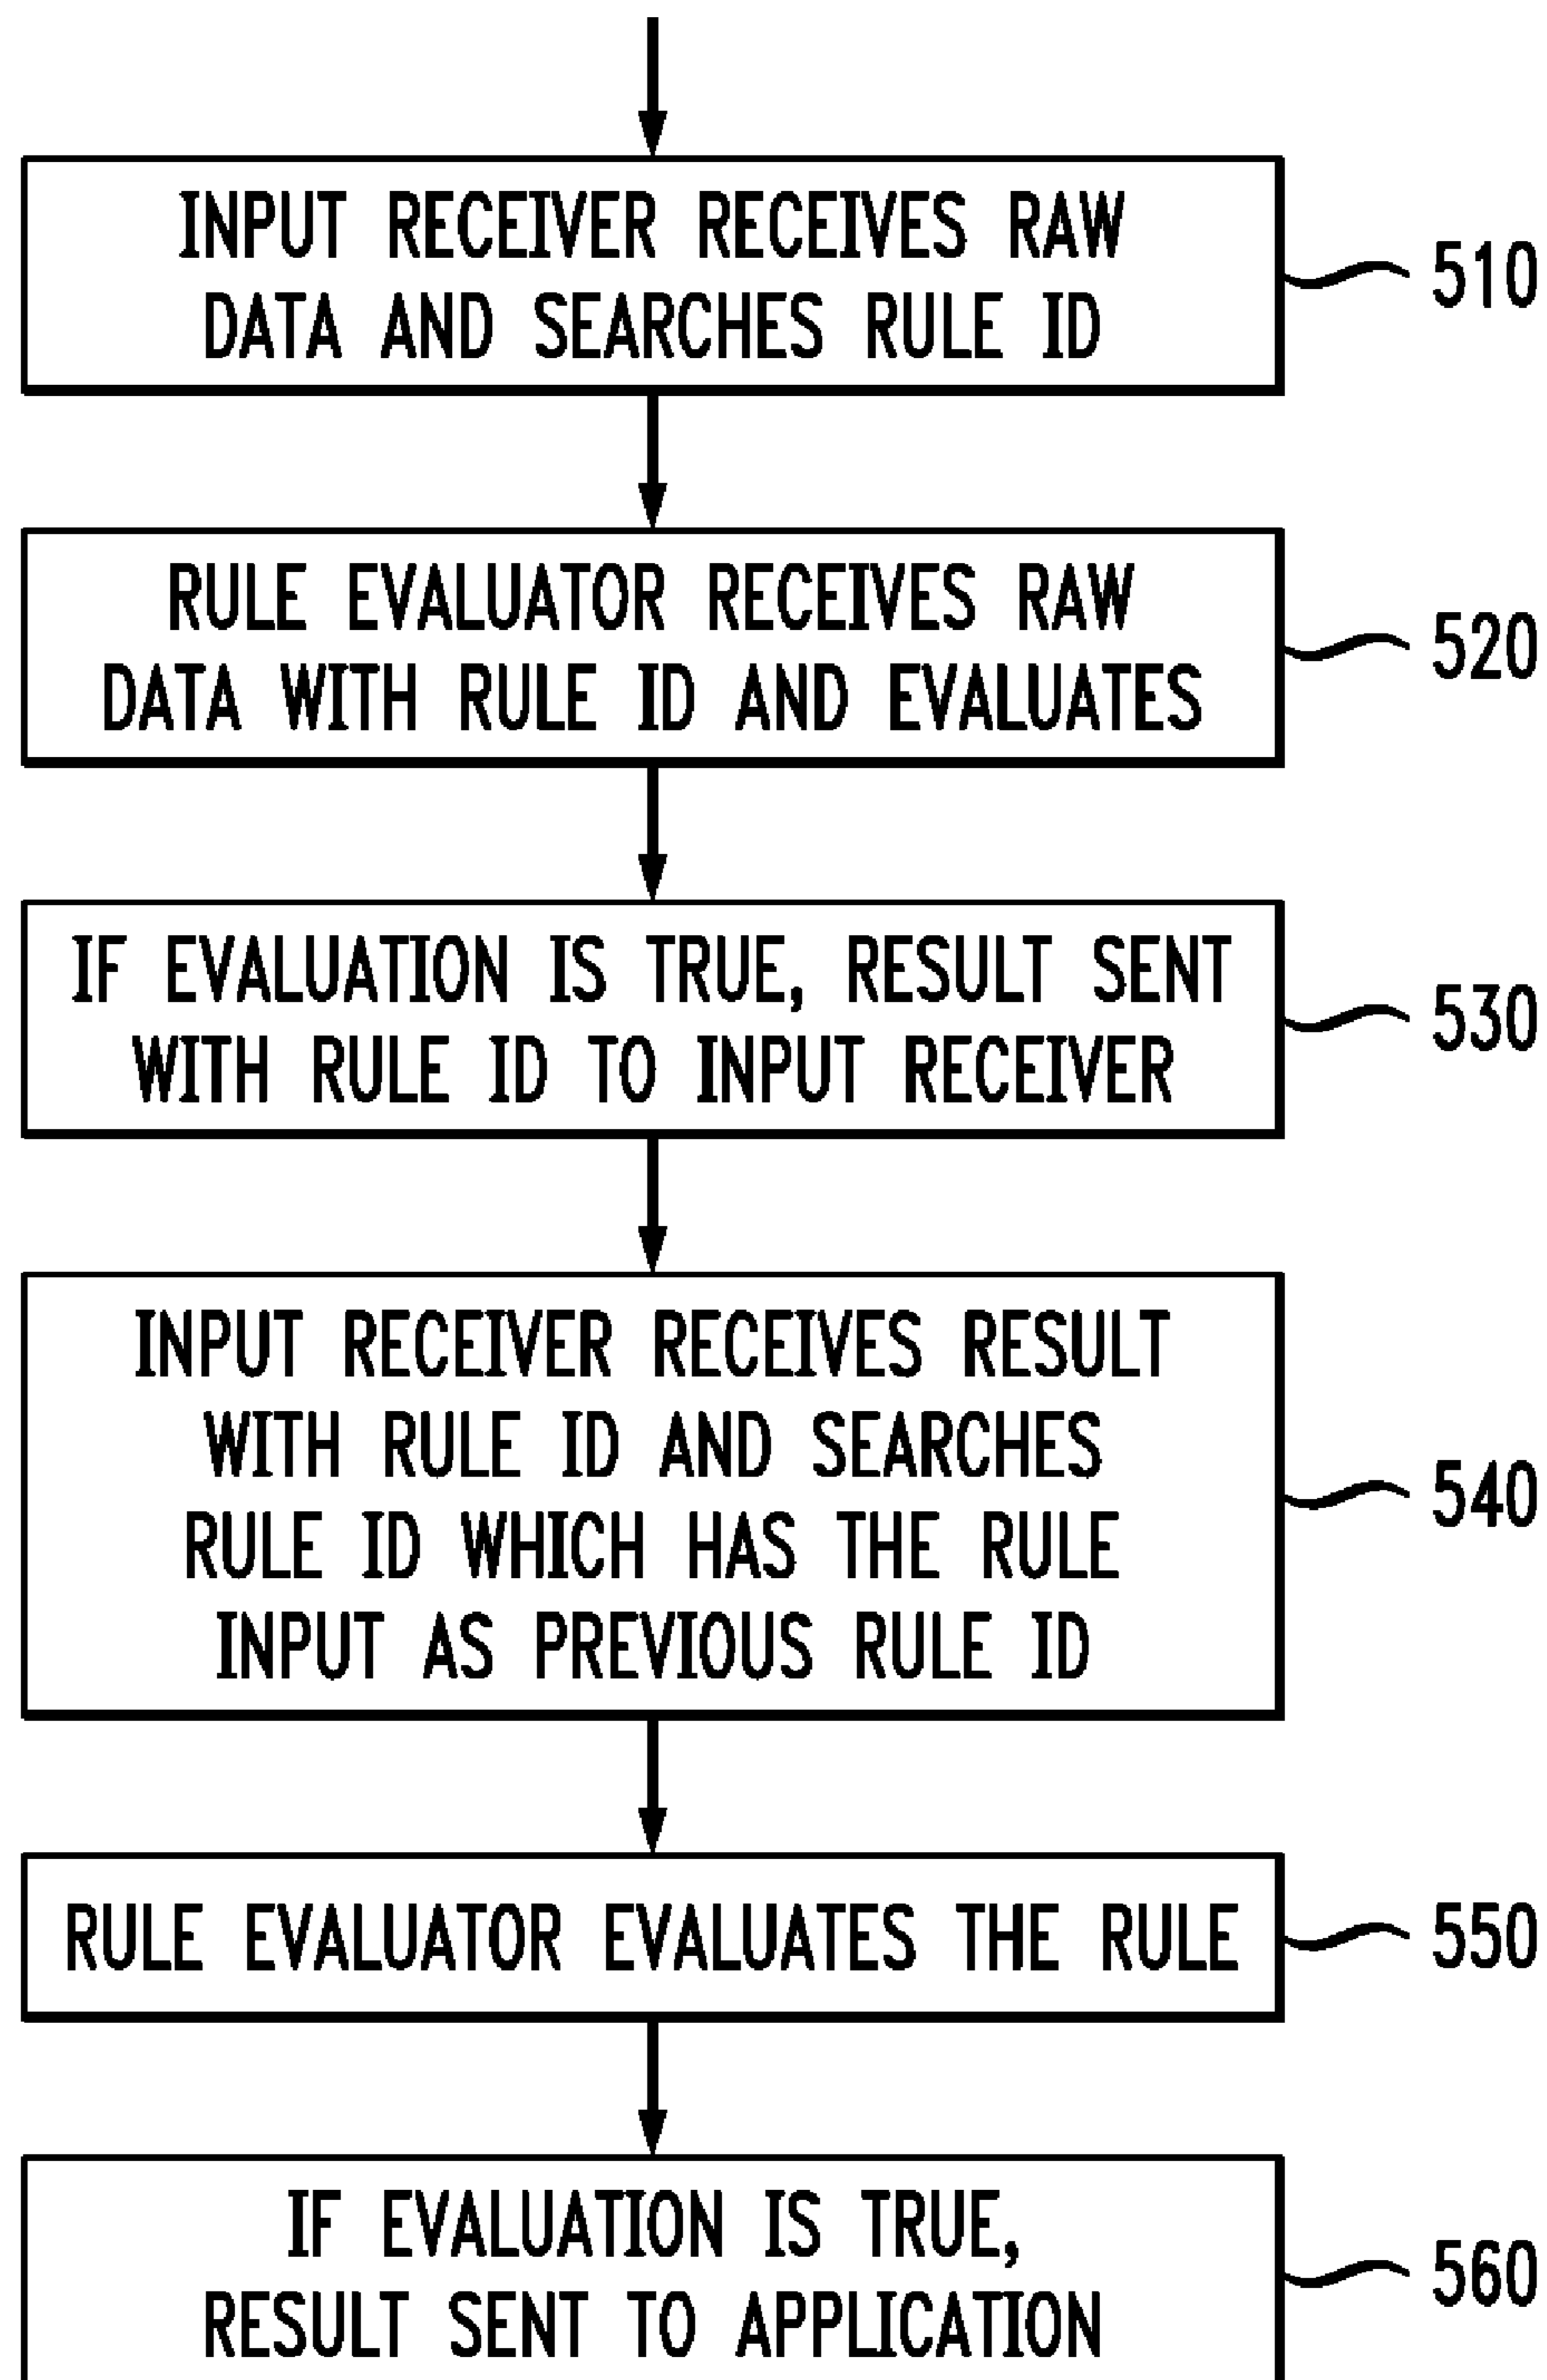 INPUT RECEIVER RECEIVES RAW
DATA AND SEARCHES RULE ID
510
RULE EVALUATOR RECEIVES RAW
DATA WITH RULE ID AND EVALUATES
520
IF EVALUATION IS TRUE, RESULT SENT
WITH RULE ID TO INPUT RECEIVER
530
INPUT RECEIVER RECEIVES RESULT
WITH RULE ID AND SEARCHES
RULE ID WHICH HAS THE RULE
INPUT AS PREVIOUS RULE ID
540
RULE EVALUATOR EVALUATES THE RULE
550
IF EVALUATION IS TRUE,
RESULT SENT TO APPLICATION
560